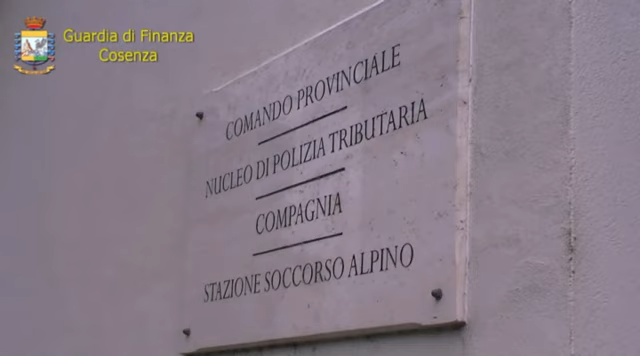 Guardia di Finanza
Cosenza
COMANDO PROVINCIALE
NUCLEO DI POLIZIA TRIBUTARIA
COMPAGNIA
STAZIONE SOCCORSO ALPINO